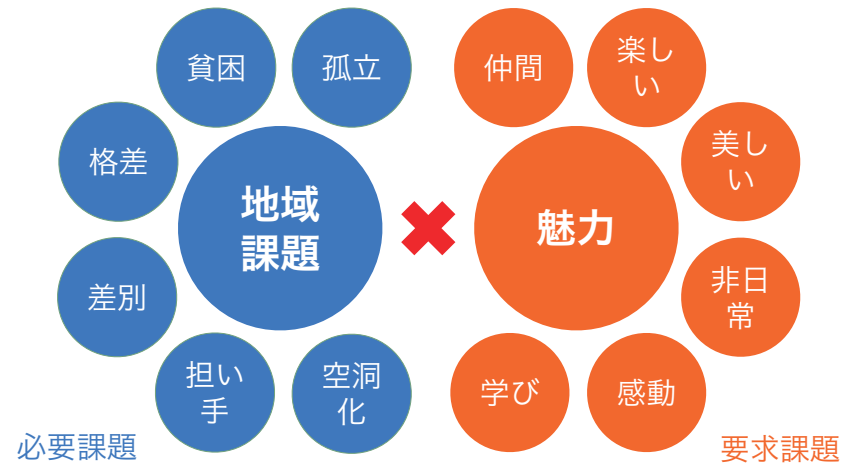 貧困
孤立
格差
地域
課題
差別
担い
手
空洞
化
必要課題
仲間
楽し
い
美し
い
魅力
非日
常
学び
感動
要求課題